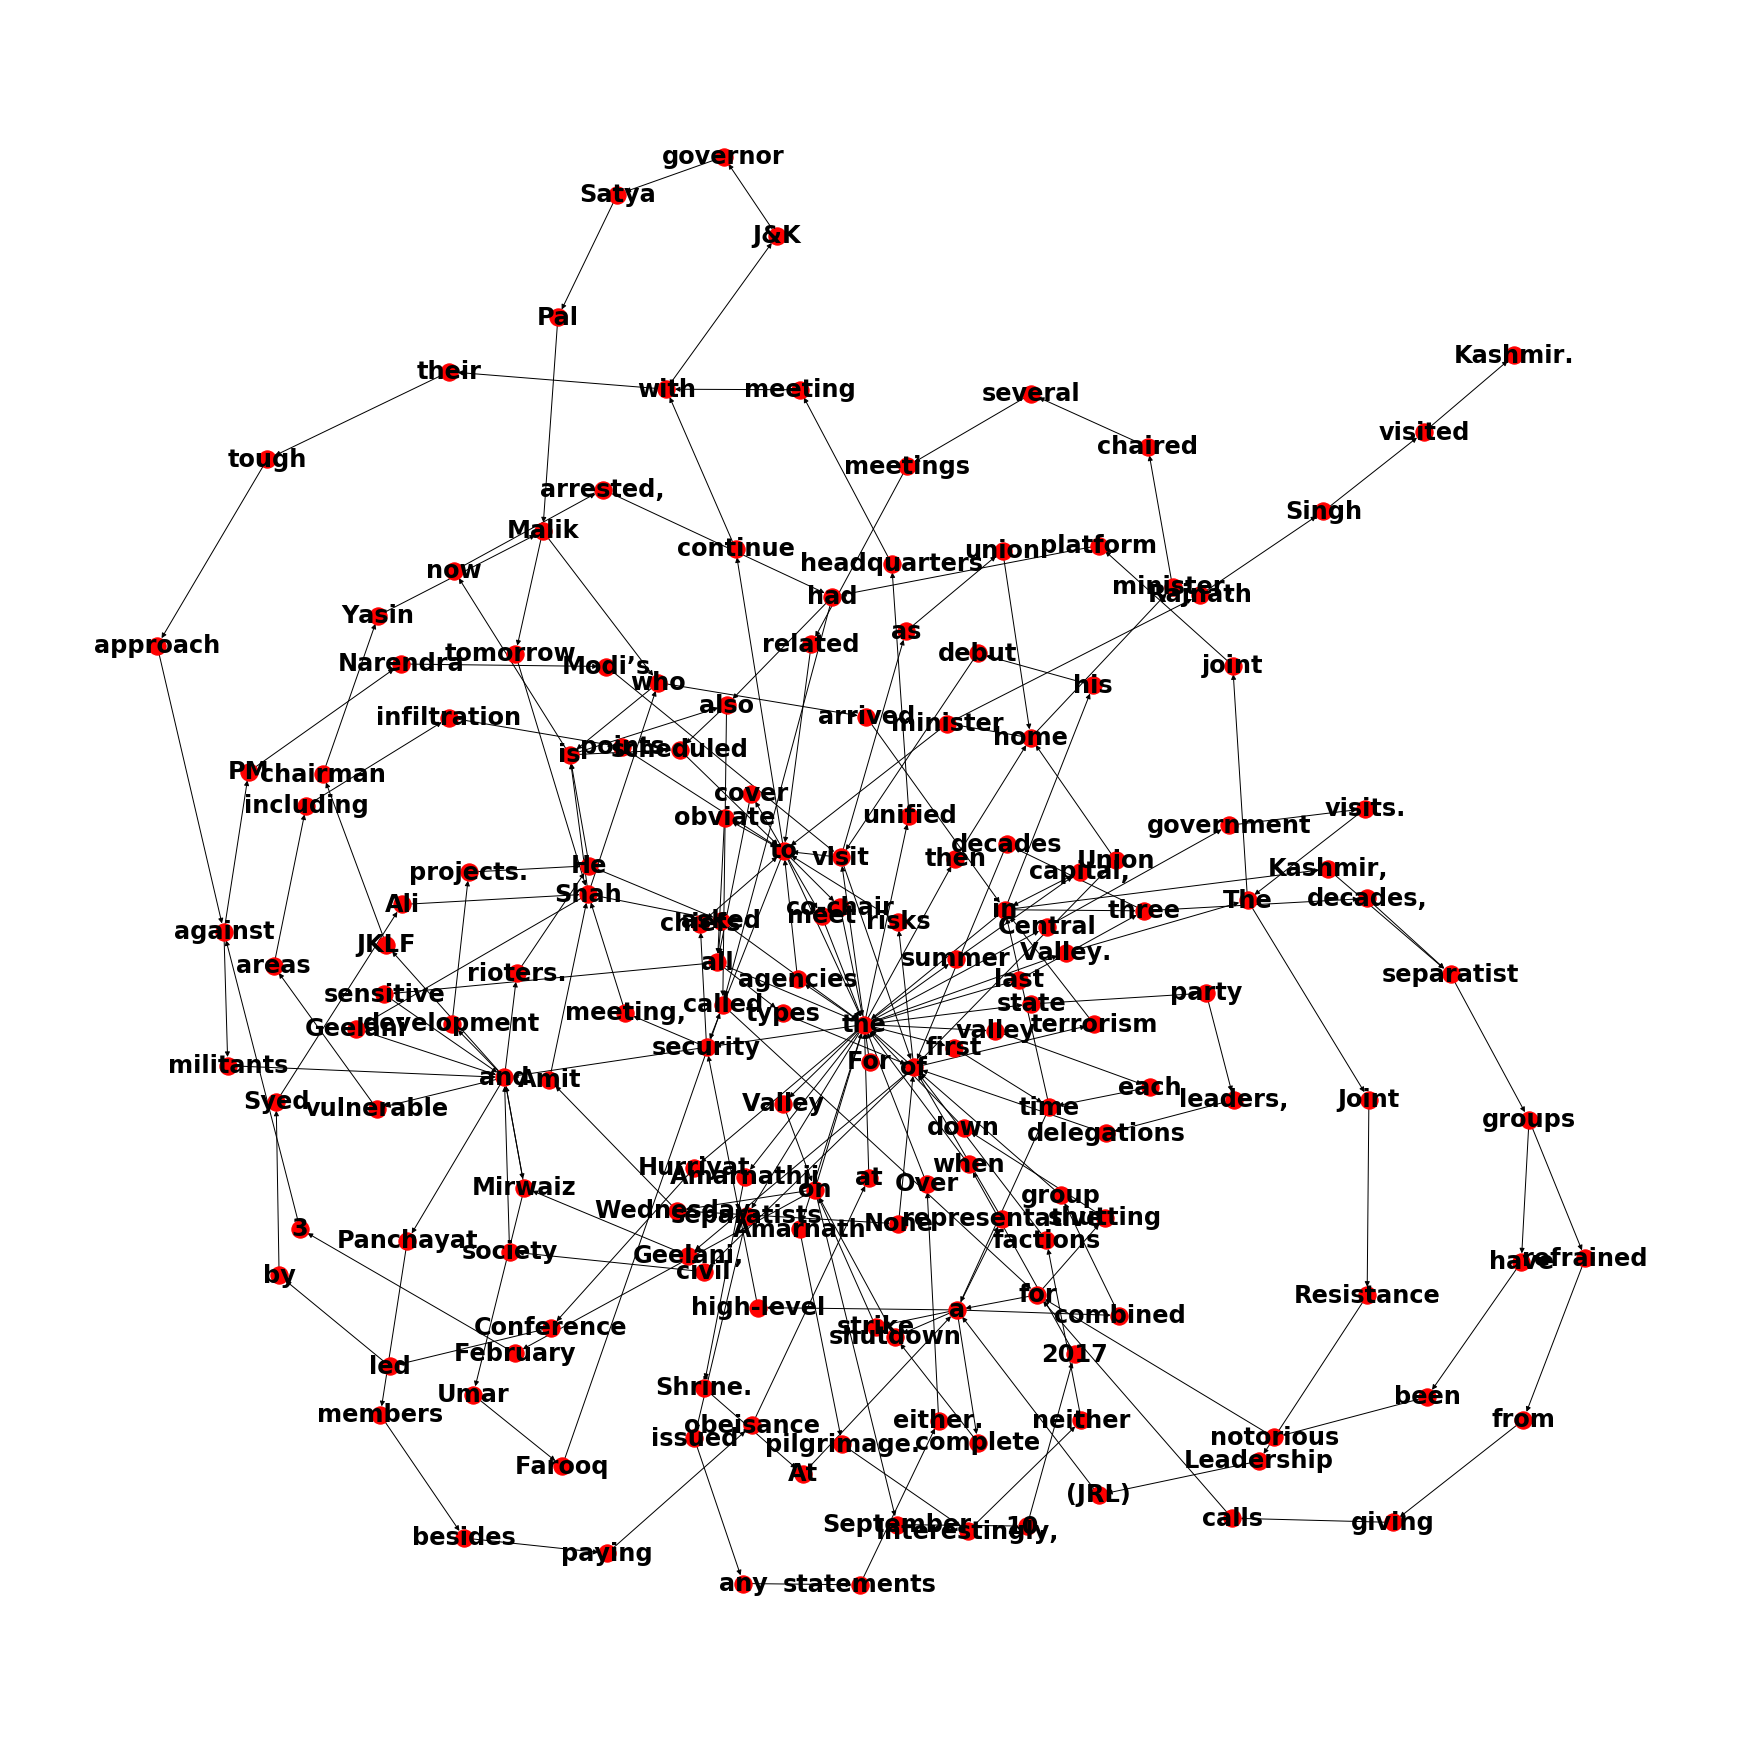 governor
Satya
J&K
Pal
Kashmir.
their
with
meeting
several
visited
chaired
tough
meetings
arrested,
Singh
Malik
continue
union
platform
headquarters
now
minister,
Rajnath
had
Yasin
as
related
approach
tomorrow
debut
Narendra
Modi's
joint
who
his
also
infiltration
arrived
minister
home
points
scheduled
is
PM
chairman
cover
including
visits.
obviate
unified
government
to
visit
then
decades
Union
He
projects.
capital,
Kashmir,
Shah
Ali
The
decades,
co-chair
meet
in
three
chiefs
asked
risks
Central
against
JKLF
Valley.
all
summer
areas
rioters.
separatist
agencies
last
sensitive
party
called
state
meeting,
types
Geelani
development
the
valley
terrorism
security
first
For
of
militants
and
Amit
each
Syed
vulnerable
Valley
time
leaders,
Joint
groups
down
delegations
Hurriyat
when
Amarnathji
at
Over
Mirwaiz
on
group
Wednesday
separatists
representative
shutting
3
Amarnath
None
Panchayat
society
Geelani,
factions
civil
have
refrained
by
for
Resistance
high-level
a
combined
Conference
strike
shutdown
February
2017
led
Shrine.
Umar
been
members
obeisance
either.
neither
from
issued
pilgrimage.
complete
notorious
Leadership
Farooq
At
(JRL)
September
10,
Interestingly,
calls
giving
besides
paying
any
statements